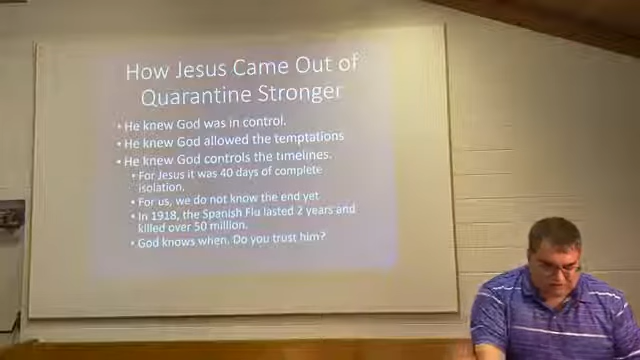 How Jesus Came Out of
Quarantine Stronger
• He knew God was in control.
• He knew God allowed the temptations
• He knew God controls the timelines.
• For Jesus it was 40 days of complete
isolation.
• For us, we do not know the end yet
• In 1918, the Spanish Flu lasted 2 years and
killed over 50 million.
• God knows when. Do you trust him?